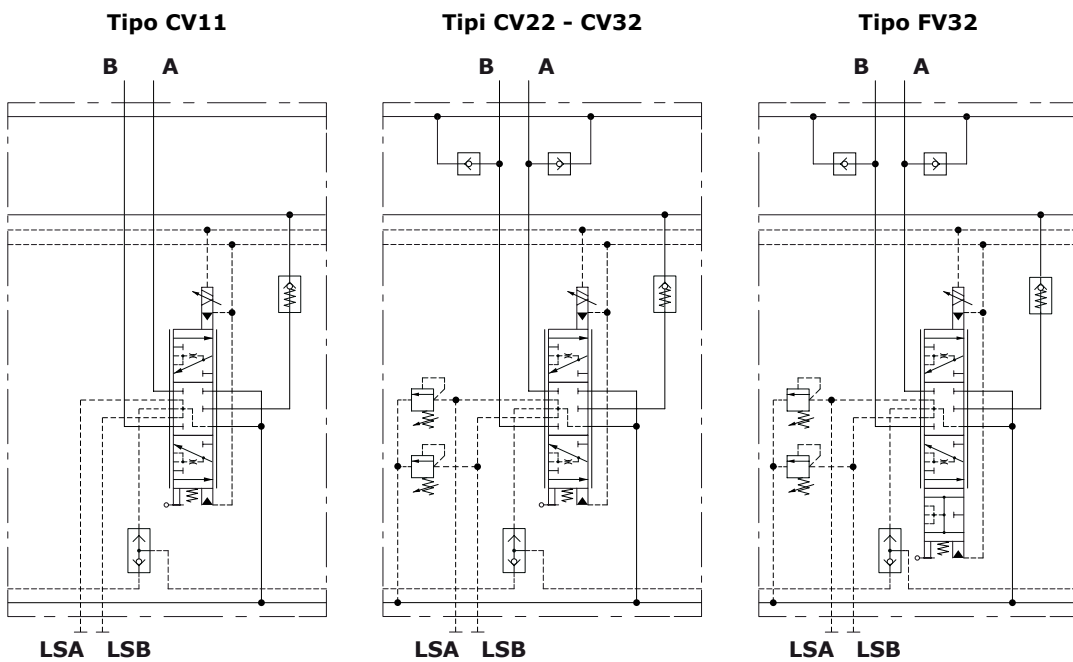 Tipo CV11
Tipi CV22 - CV32
Tipo FV32
B A
B A
B A
LSA LSB
LSA LSB
LSA LSB